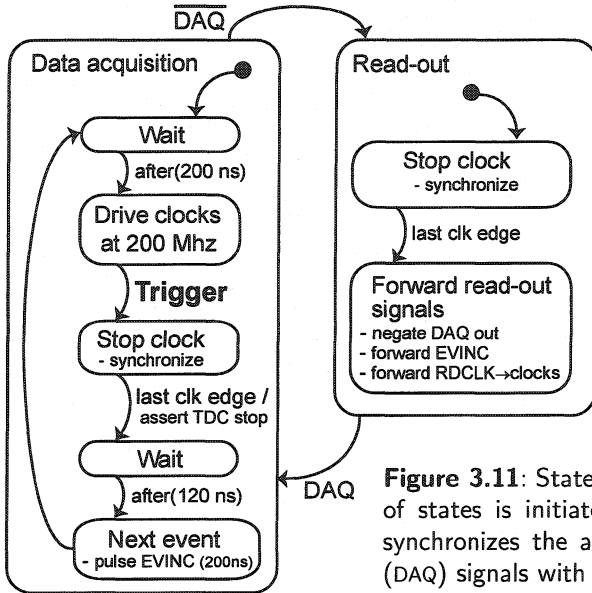 DAQ
Data acquisition
Wait
after(200 ns)
Drive clocks
at 200 Mhz
Trigger
Stop clock
- synchronize
last clk edge /
assert TDC stop
Wait
after(120 ns)
Next event
- pulse EVINC (200ns)
Read-out
Stop clock
- synchronize
last clk edge
Forward read-out
signals
- negate DAQ out
- forward EVINC
- forward RDCLK→clocks
DAQ
Figure 3.11: State
of states is initiate
synchronizes the a
(DAQ) signals with